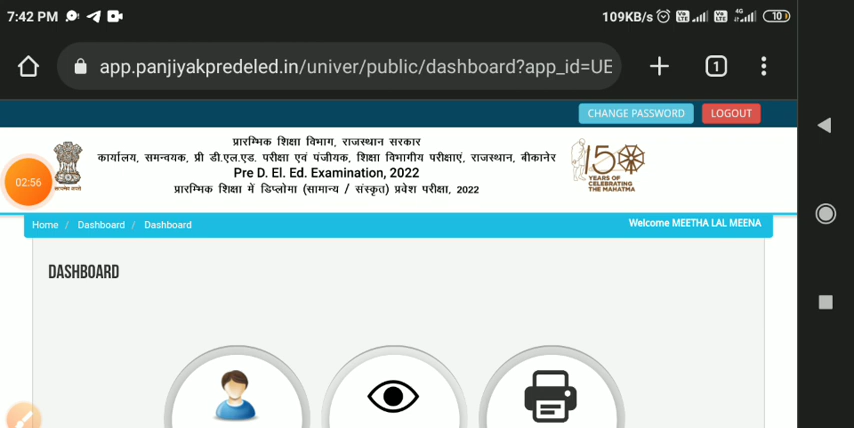 7:42 PM
109KB/s
4G
10
app.panjiyakpredeled.in/univer/public/dashboard?app_id=UE
1
CHANGE PASSWORD
LOGOUT
प्रारम्भिक शिक्षा विभाग, राजस्थान सरकार
कार्यालय, समन्वयक, प्री डी.एल.एड. परीक्षा एवं पंजीयक, शिक्षा विभागीय परीक्षाएं, राजस्थान, बीकानेर
Pre D. El. Ed. Examination, 2022
प्रारम्भिक शिक्षा में डिप्लोमा (सामान्य / संस्कृत) प्रवेश परीक्षा, 2022
150
YEARS OF
CELEBRATING
THE MAHATMA
02:56
Home / Dashboard / Dashboard
Welcome MEETHA LAL MEENA
DASHBOARD